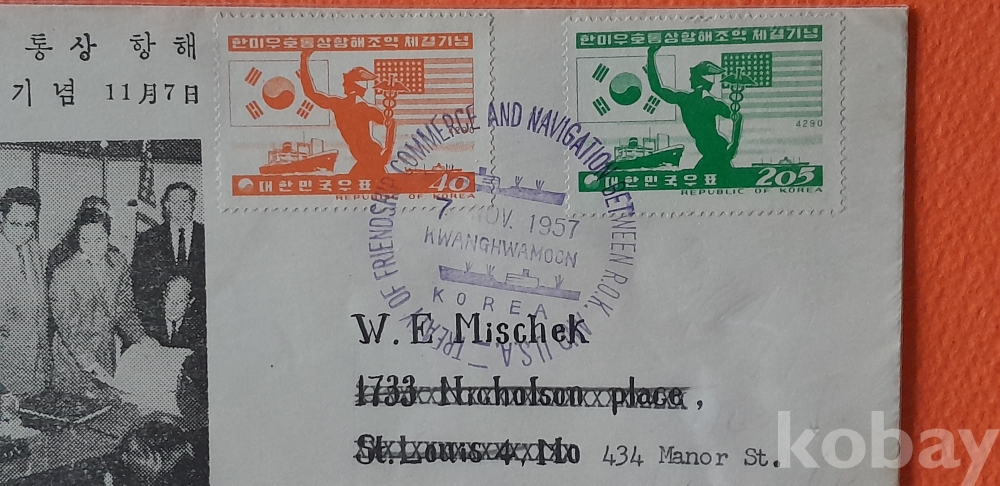 통상 항해
기념 11月7日
한미우호통상항해조약 체결기념
대한민국우표
40
REPUBLIC OF KOREA
한미우호통상항해조약 체결기념
4290
대한민국우표
205
REPUBLIC OF KOREA
TREATY OF FRIENDSHIP COMMERCE AND NAVIGATION BETWEEN R.O.K. AND U.S.A.
7 NOV. 1957
KWANGHWAMOON
KOREA
W. E Mischek
1733 Nicholson place,
St. Louis 4, Mo 434 Manor St.
kobay